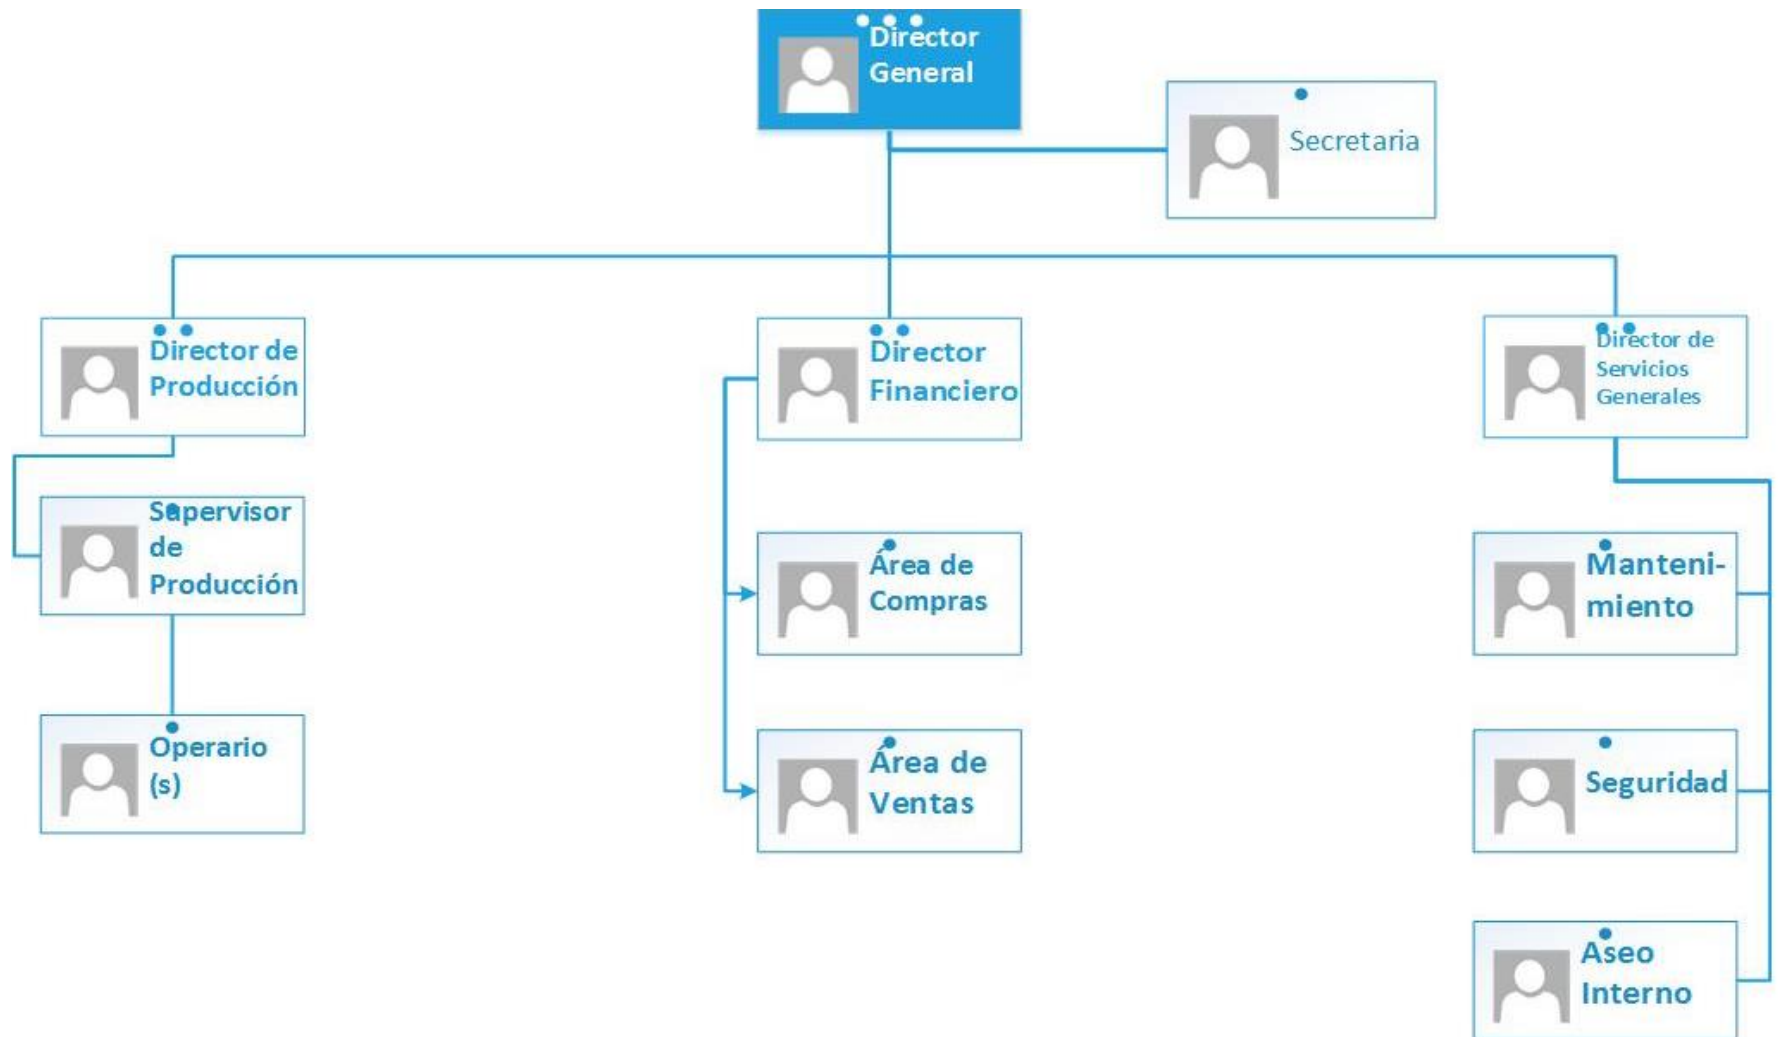 Director
General
Secretaria
Director de
Producción
Director
Financiero
Director de
Servicios
Generales
Supervisor
de
Producción
Área de
Compras
Manteni-
miento
Operario
(s)
Área de
Ventas
Seguridad
Aseo
Interno